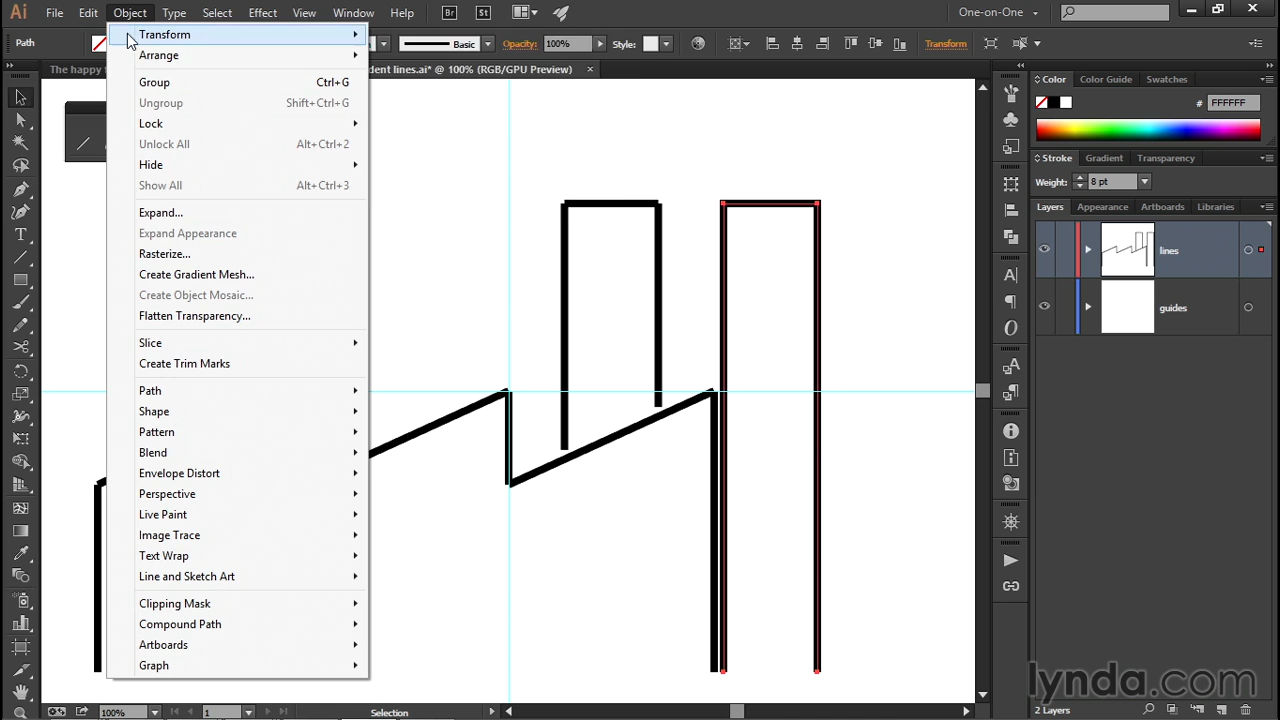 Ai File Edit Object Type Select Effect View Window Help Br St One-on-One
Path Basic Opacity: 100% Style: Transform
The happy f
dent lines.ai* @ 100% (RGB/GPU Preview) ×
Transform
Arrange
Group Ctrl+G
Ungroup Shift+Ctrl+G
Lock
Unlock All Alt+Ctrl+2
Hide
Show All Alt+Ctrl+3
Expand...
Expand Appearance
Rasterize...
Create Gradient Mesh...
Create Object Mosaic...
Flatten Transparency...
Slice
Create Trim Marks
Path
Shape
Pattern
Blend
Envelope Distort
Perspective
Live Paint
Image Trace
Text Wrap
Line and Sketch Art
Clipping Mask
Compound Path
Artboards
Graph
Color Color Guide Swatches
# FFFFFF
Stroke Gradient Transparency
Weight: 8 pt
Layers Appearance Artboards Libraries
lines
guides
lynda.com
100% 1 Selection
2 Layers